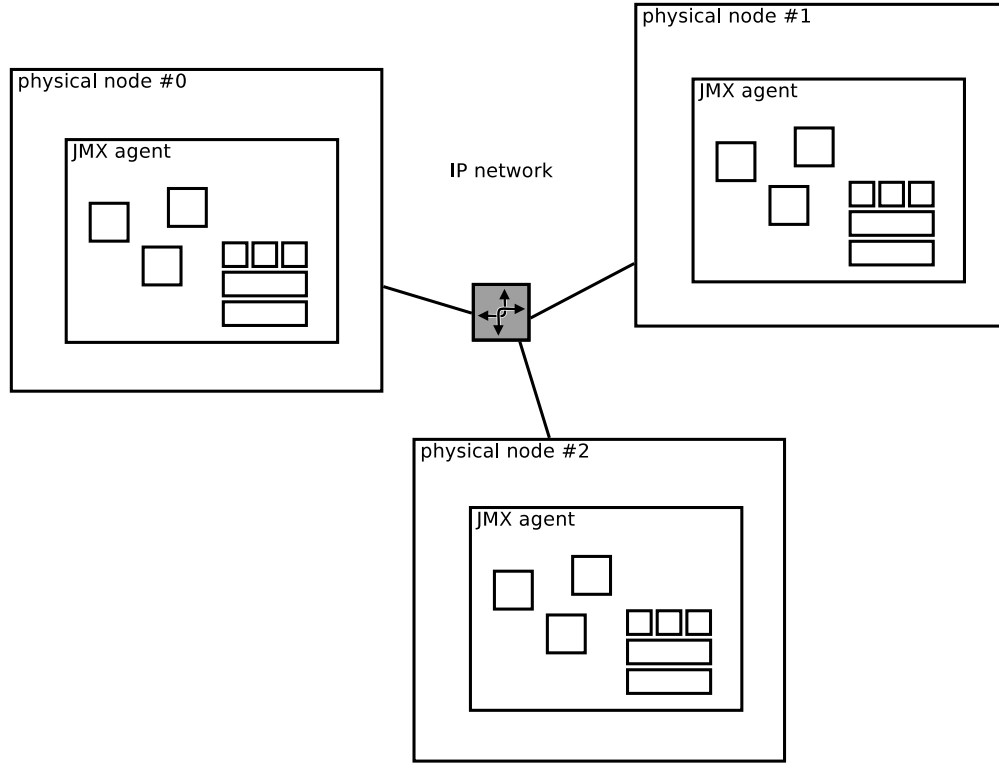 physical node #0
JMX agent
IP network
physical node #1
JMX agent
physical node #2
JMX agent